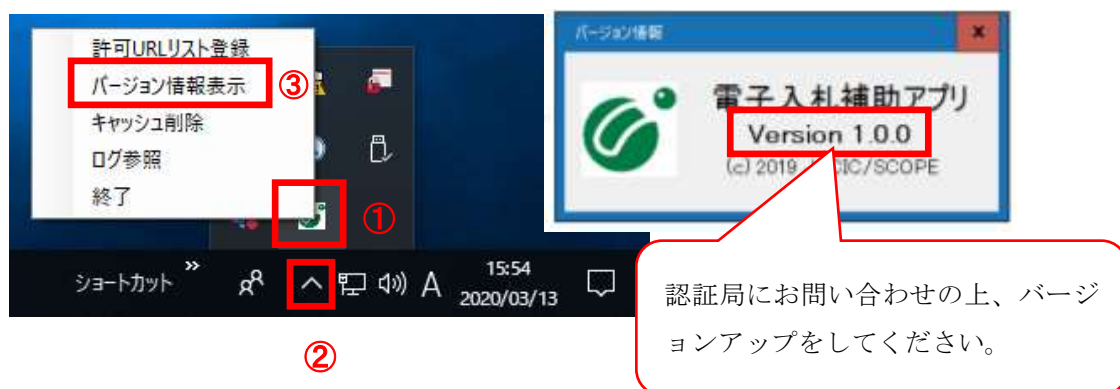 許可URLリスト登録
バージョン情報表示
③
キャッシュ削除
ログ参照
終了
①
ショートカット
»
A
15:54
2020/03/13
②
バージョン情報
電子入札補助アプリ
Version 1.0.0
(c) 2019 CIC/SCOPE
認証局にお問い合わせの上、バージ
ョンアップをしてください。